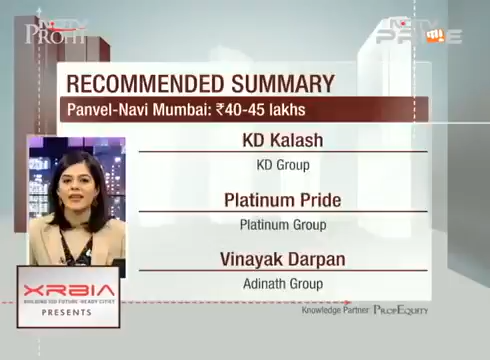 NDTV
PROFIT
NDTV
PRIME
RECOMMENDED SUMMARY
Panvel-Navi Mumbai: ₹40-45 lakhs
KD Kalash
KD Group
Platinum Pride
Platinum Group
Vinayak Darpan
Adinath Group
XRBIA
BUILDING 100 FUTURE-READY CITIES
PRESENTS
Knowledge Partner: PROPEQUITY